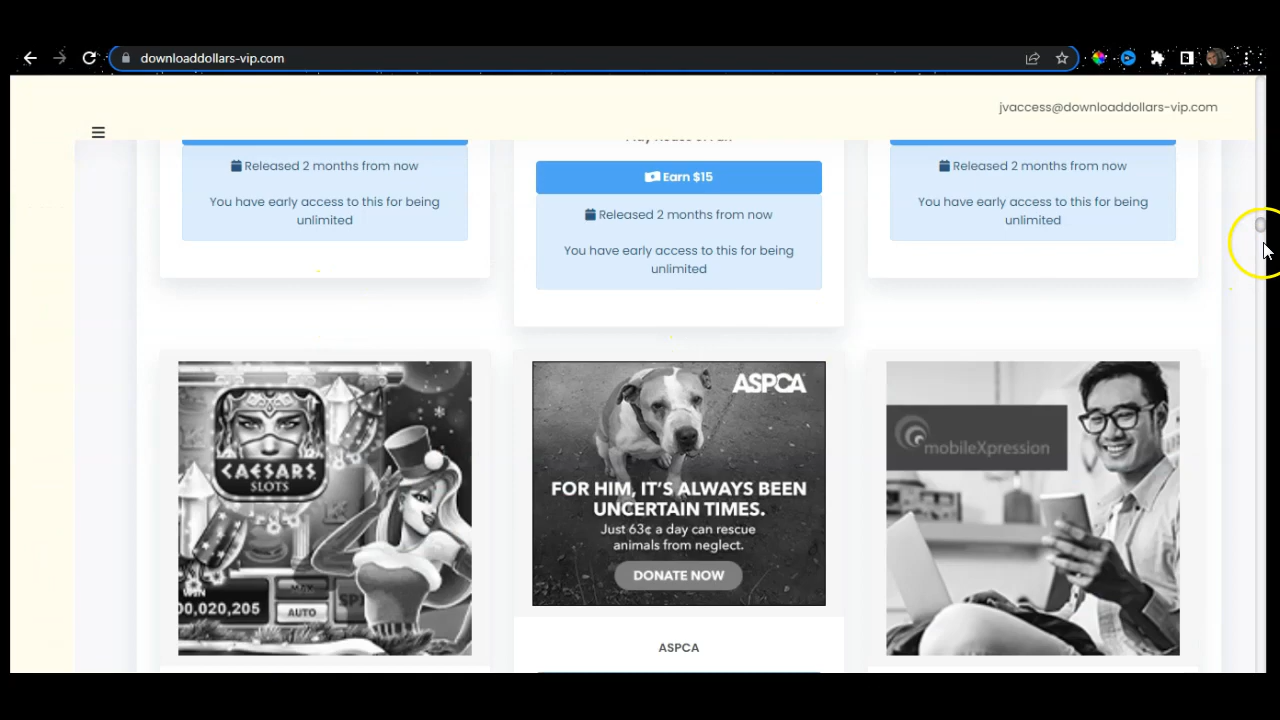 downloaddollars-vip.com
jvaccess@downloaddollars-vip.com
Earn $15
Released 2 months from now
You have early access to this for being
unlimited
Released 2 months from now
You have early access to this for being
unlimited
Released 2 months from now
You have early access to this for being
unlimited
CAESARS
SLOTS
WIN
00,020,205
AUTO
ASPCA
FOR HIM, IT'S ALWAYS BEEN
UNCERTAIN TIMES.
Just 63¢ a day can rescue
animals from neglect.
DONATE NOW
ASPCA
mobileXpression